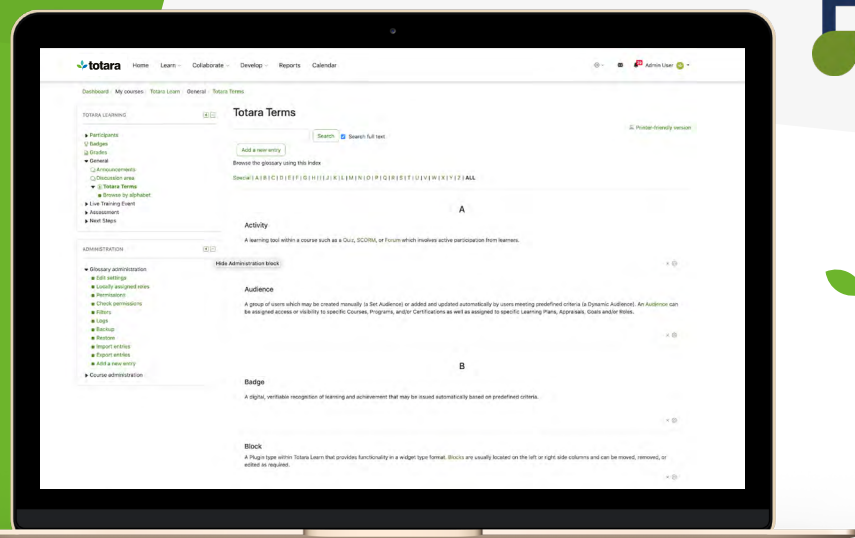 totara Home Learn Collaborate Develop Reports Calendar Admin User
Dashboard / My courses / Totara Learn / General / Totara Terms
TOTARA LEARNING
Participants
Badges
Grades
General
Announcements
Discussion area
Totara Terms
Browse by alphabet
Live Training Event
Assessment
Next Steps
ADMINISTRATION
Hide Administration block
Glossary administration
Edit settings
Locally assigned roles
Permissions
Check permissions
Filters
Logs
Backup
Restore
Import entries
Export entries
Add a new entry
Course administration
Totara Terms
Search Search full text
Printer-friendly version
Add a new entry
Browse the glossary using this index
Special | A | B | C | D | E | F | G | H | I | J | K | L | M | N | O | P | Q | R | S | T | U | V | W | X | Y | Z | ALL
A
Activity
A learning tool within a course such as a Quiz, SCORM, or Forum which involves active participation from learners.
Audience
A group of users which may be created manually (a Set Audience) or added and updated automatically by users meeting predefined criteria (a Dynamic Audience). An Audience can
be assigned access or visibility to specific Courses, Programs, and/or Certifications as well as assigned to specific Learning Plans, Appraisals, Goals and/or Roles.
B
Badge
A digital, verifiable recognition of learning and achievement that may be issued automatically based on predefined criteria.
Block
A Plugin type within Totara Learn that provides functionality in a widget type format. Blocks are usually located on the left or right side columns and can be moved, removed, or
edited as required.